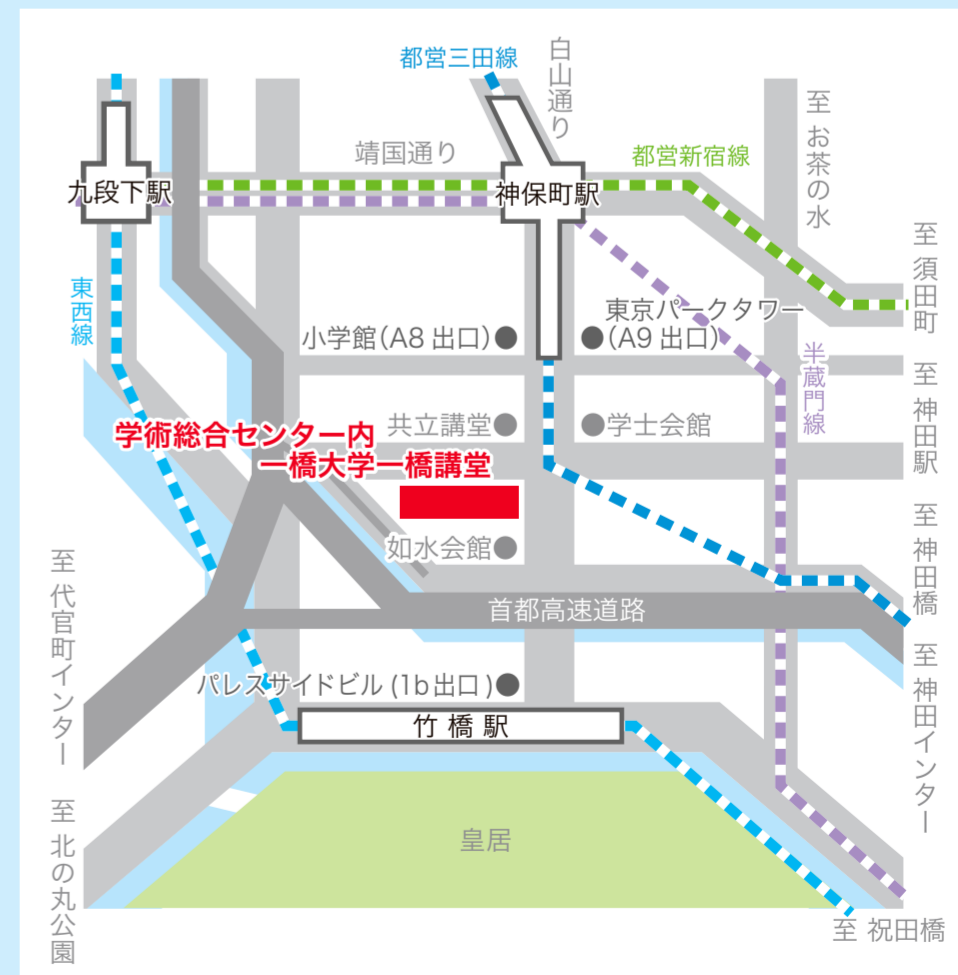 都営三田線
白山通り
至 お茶の水
靖国通り
都営新宿線
九段下駅
神保町駅
至 須田町
東西線
東京パークタワー
小学館(A8 出口)
(A9 出口)
半蔵門線
至 神田駅
学術総合センター内
一橋大学一橋講堂
共立講堂
学士会館
至 神田橋
如水会館
至 代官町インター
首都高速道路
至 神田インター
パレスサイドビル (1b出口)
竹橋駅
至 北の丸公園
皇居
至 祝田橋